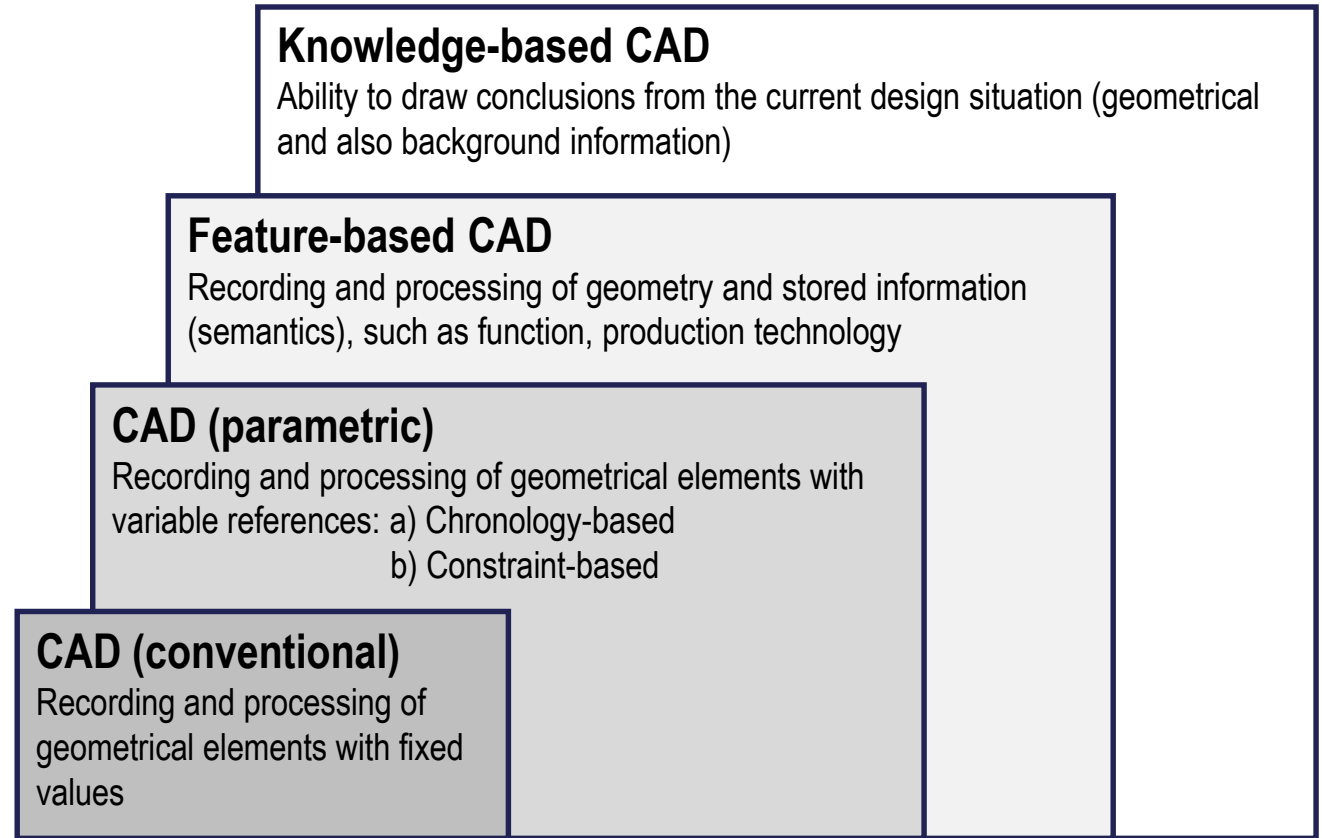 Knowledge-based CAD
Ability to draw conclusions from the current design situation (geometrical
and also background information)
Feature-based CAD
Recording and processing of geometry and stored information
(semantics), such as function, production technology
CAD (parametric)
Recording and processing of geometrical elements with
variable references: a) Chronology-based
b) Constraint-based
CAD (conventional)
Recording and processing of
geometrical elements with fixed
values